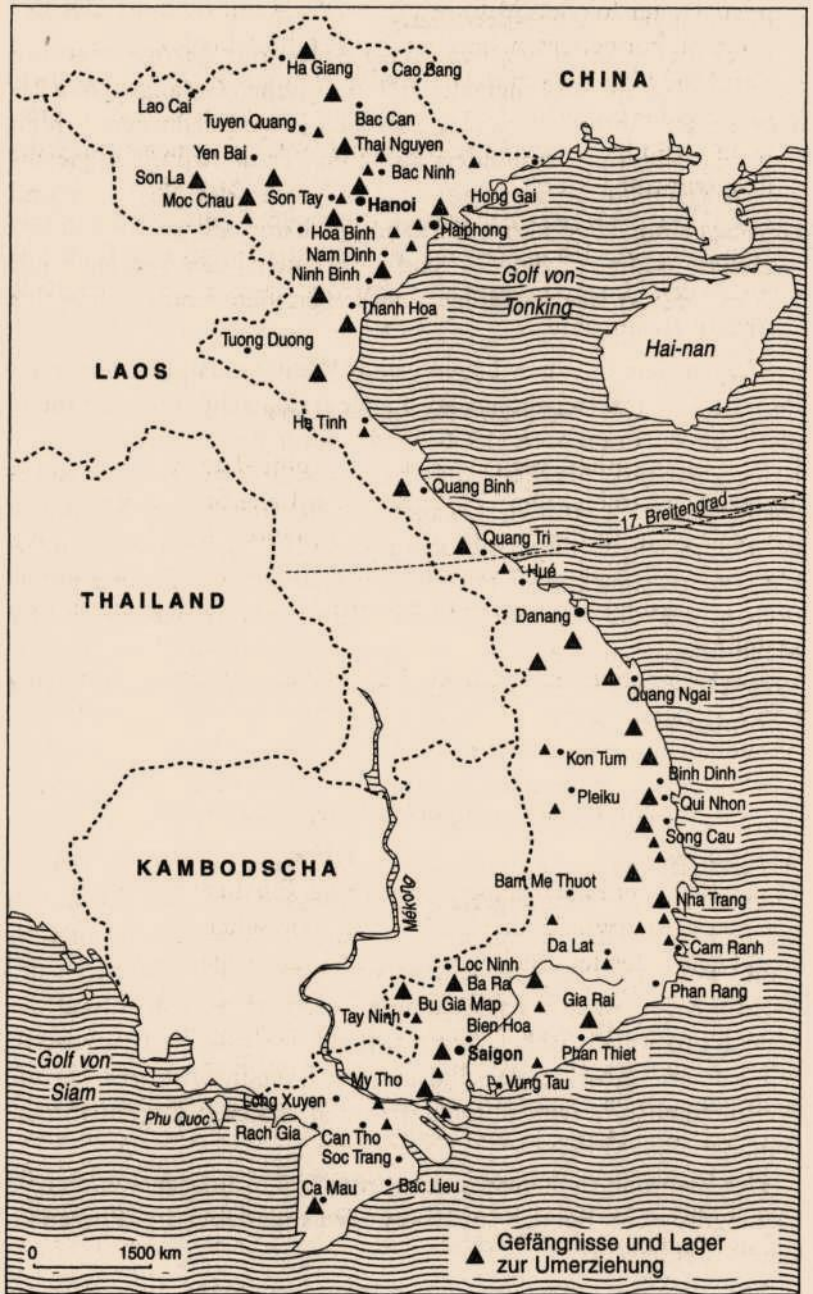 Ha Giang
Cao Bang
CHINA
Lao Cai
Bac Can
Tuyen Quang
Thai Nguyen
Yen Bai
Bac Ninh
Son La
Moc Chau
Son Tay
Hanoi
Hong Gai
Hoa Binh
Haiphong
Nam Dinh
Ninh Binh
Golf von
Tonking
Thanh Hoa
Hai-nan
Tuong Duong
LAOS
Ha Tinh
Quang Binh
17. Breitengrad
Quang Tri
Hué
THAILAND
Danang
Quang Ngai
Kon Tum
Binh Dinh
Pleiku
Qui Nhon
Song Cau
KAMBODSCHA
Mékong
Bam Me Thuot
Nha Trang
Da Lat
Cam Ranh
Loc Ninh
Ba Ra
Phan Rang
Bu Gia Map
Gia Rai
Tay Ninh
Bien Hoa
Saigon
Phan Thiet
Golf von
Siam
My Tho
Vung Tau
Long Xuyen
Phu Quoc
Rach Gia
Can Tho
Soc Trang
Ca Mau
Bac Lieu
0 1500 km
Gefängnisse und Lager
zur Umerziehung